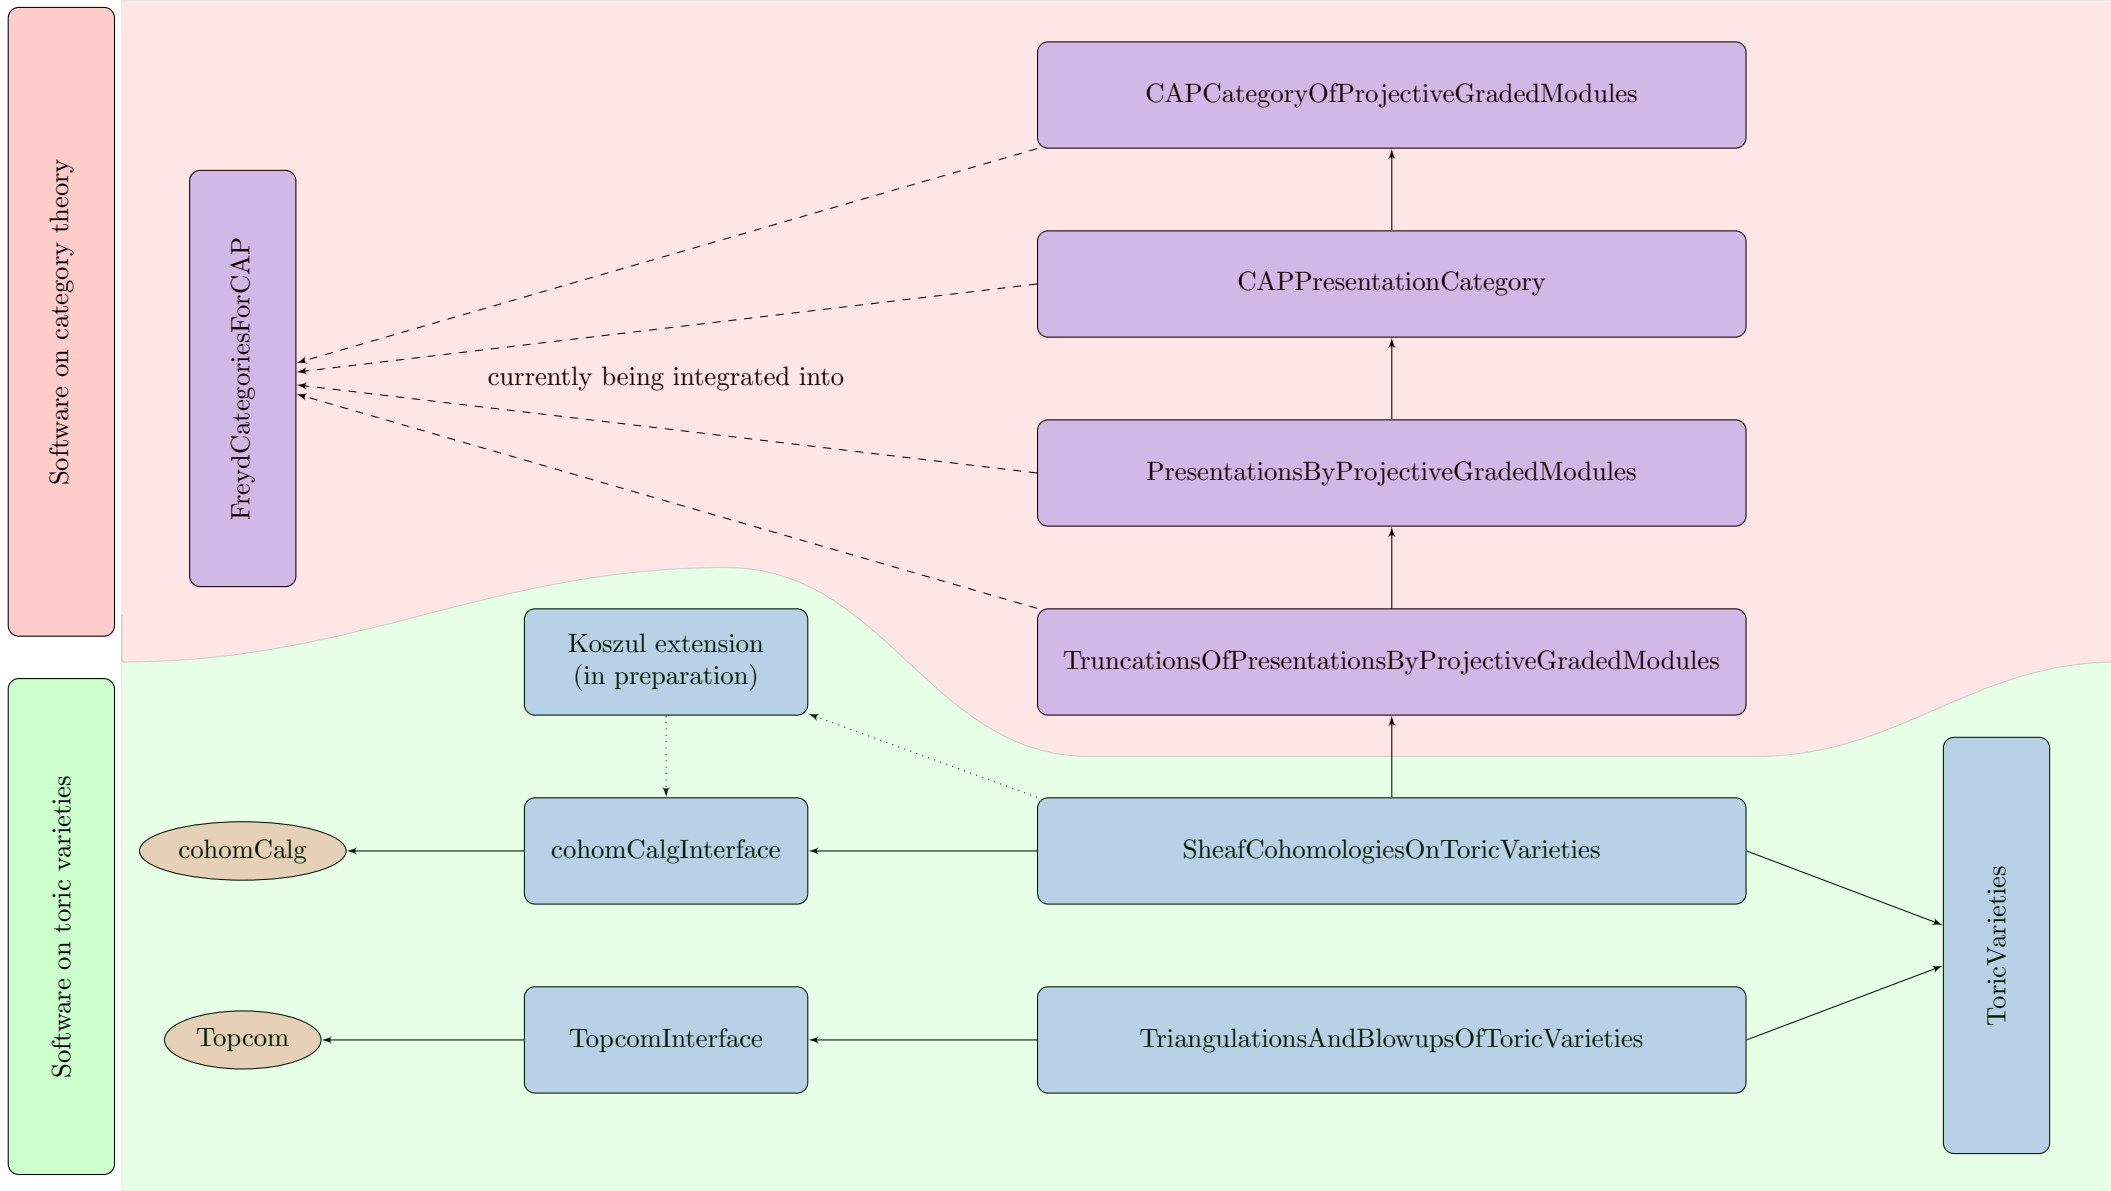 Software on category theory
CAPCategoryOfProjectiveGradedModules
FreydCategoriesForCAP
CAPPresentationCategory
currently being integrated into
PresentationsByProjectiveGradedModules
Koszul extension
(in preparation)
TruncationsOfPresentationsByProjectiveGradedModules
Software on toric varieties
cohomCalg
cohomCalgInterface
SheafCohomologiesOnToricVarieties
ToricVarieties
Topcom
TopcomInterface
TriangulationsAndBlowupsOfToricVarieties